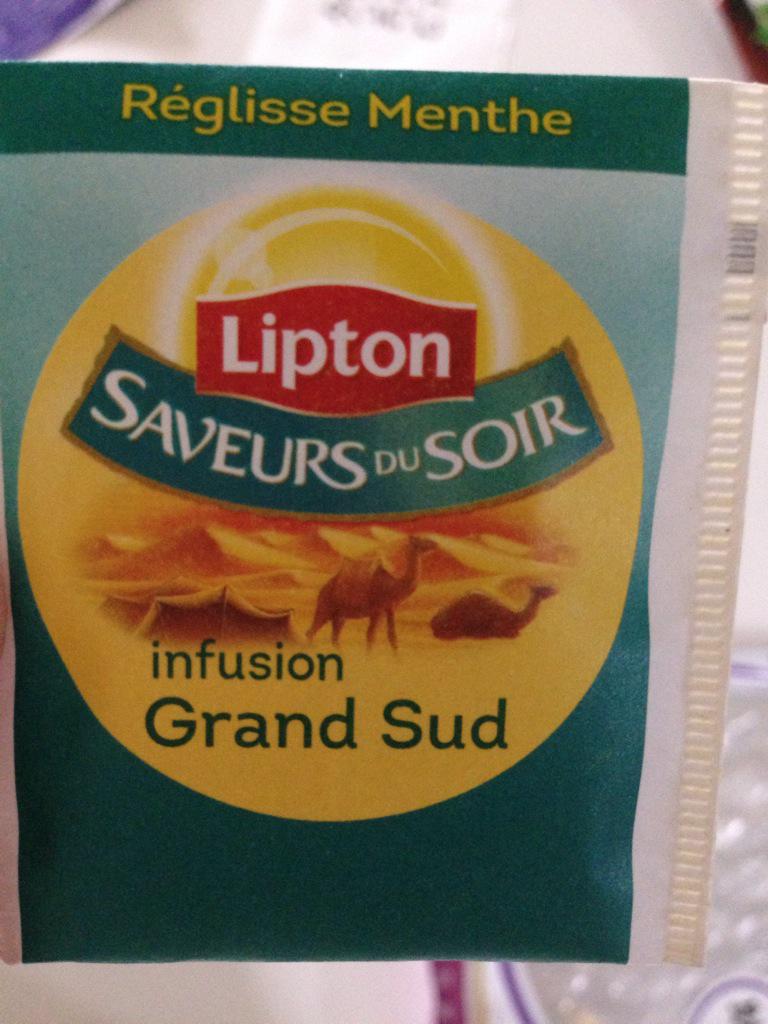 Réglisse Menthe
Lipton
SAVEURS DU SOIR
infusion
Grand Sud